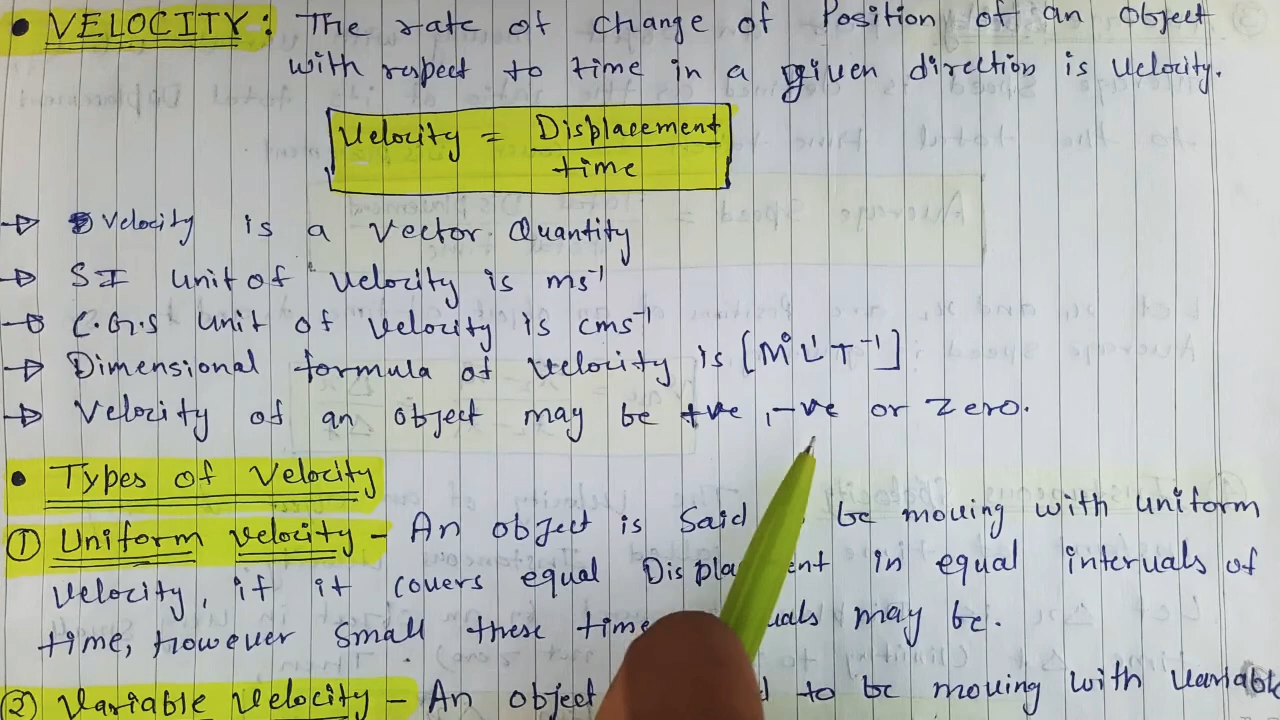 • VELOCITY: The rate of change of Position of an object
with respect to time in a given direction is velocity.
Velocity = Displacement
time
→ Velocity is a vector Quantity
→ SI unit of velocity is ms⁻¹
→ C.G.S unit of velocity is cms⁻¹
→ Dimensional formula of velocity is [M⁰ L¹ T⁻¹]
→ Velocity of an object may be +ve, -ve or zero.
• Types of Velocity
① Uniform velocity - An object is said be moving with uniform
velocity, if it covers equal in equal intervals of
time, however small these time may be.
② Variable velocity - An object to be moving with variable